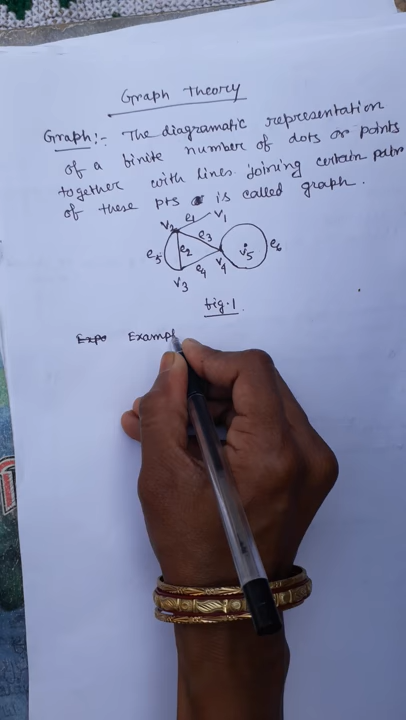 Graph Theory
Graph:- The diagramatic representation
of a binite number of dots or points
together with lines joining certain pair
of these pts is called graph.
e1 V1
V2 e3
e5 e2 V5 e6
e4 V4
V3
fig.1
Expo Exampl